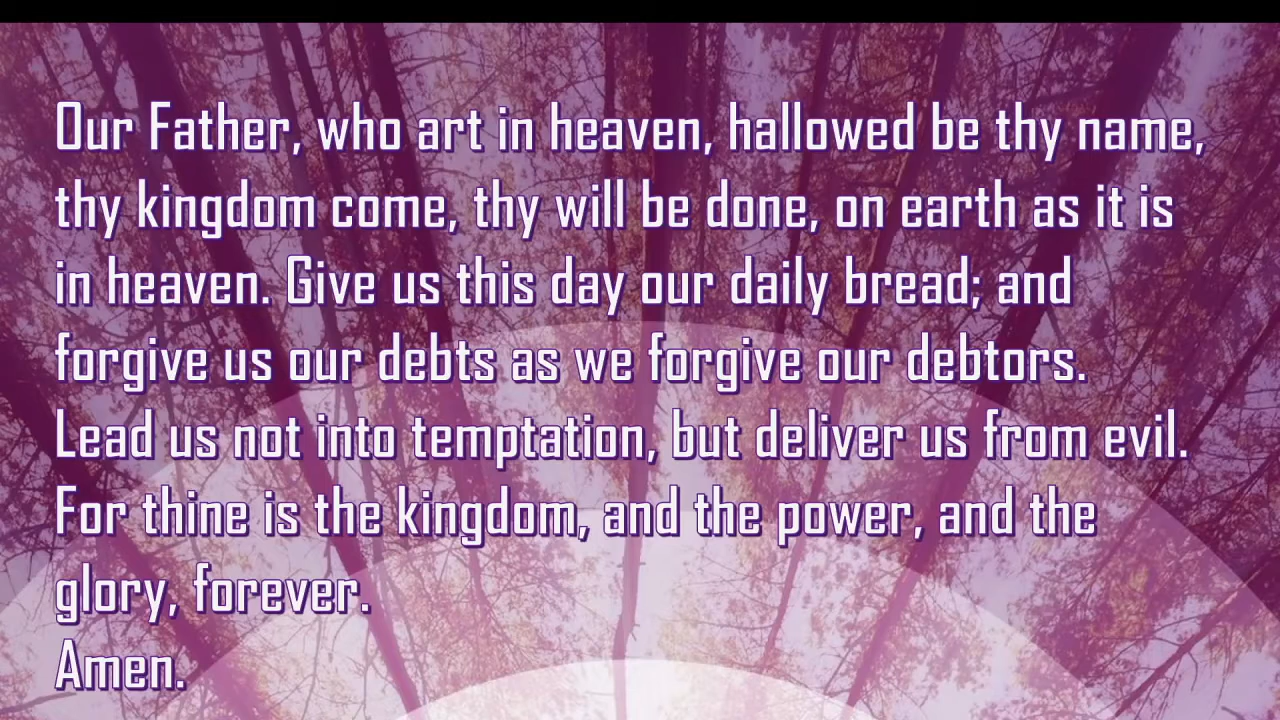 Our Father, who art in heaven, hallowed be thy name,
thy kingdom come, thy will be done, on earth as it is
in heaven. Give us this day our daily bread; and
forgive us our debts as we forgive our debtors.
Lead us not into temptation, but deliver us from evil.
For thine is the kingdom, and the power, and the
glory, forever.
Amen.